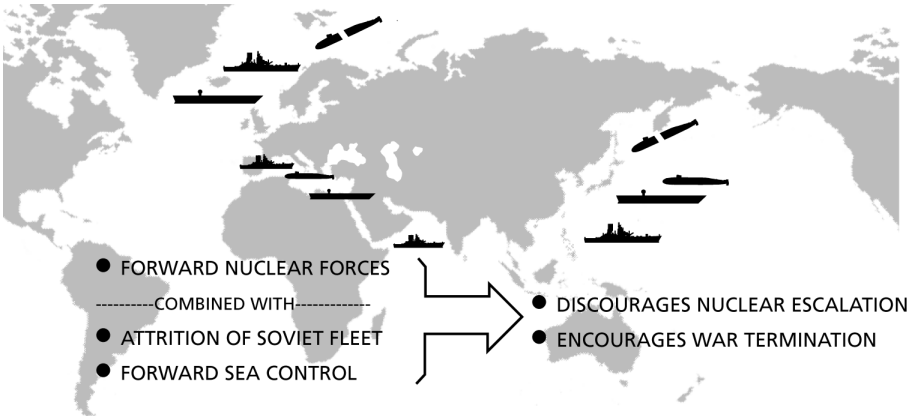 ● FORWARD NUCLEAR FORCES
----------COMBINED WITH-------------
● ATTRITION OF SOVIET FLEET
● FORWARD SEA CONTROL
● DISCOURAGES NUCLEAR ESCALATION
● ENCOURAGES WAR TERMINATION